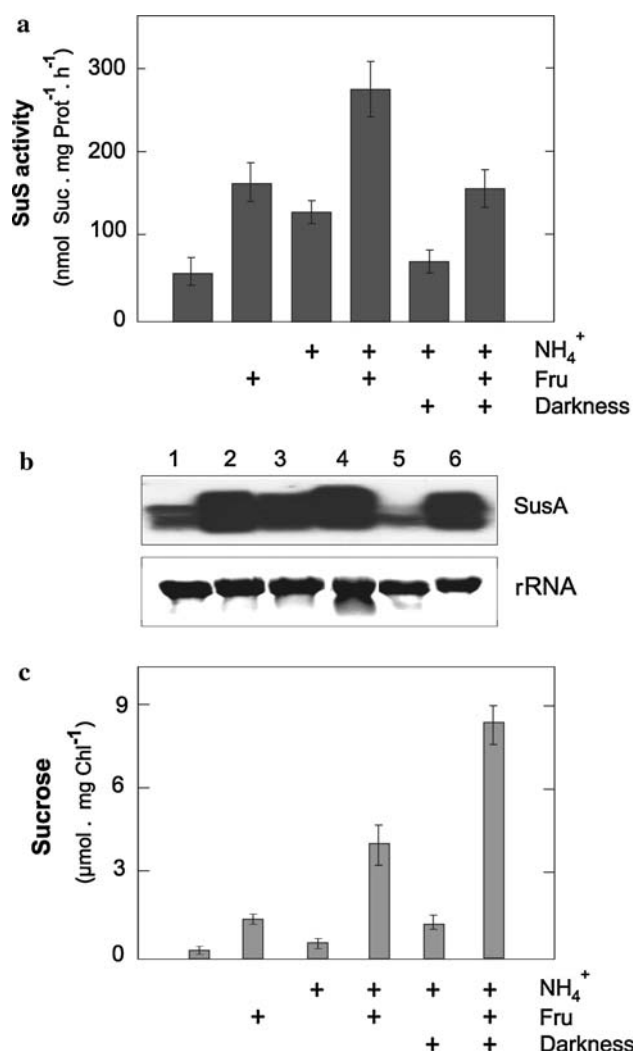 a
SuS activity
(nmol Suc. mg Prot⁻¹. h⁻¹)
300
200
100
0
+ + + + NH₄⁺
+ + + Fru
+ + Darkness
b
1 2 3 4 5 6
SusA
rRNA
c
Sucrose
(μmol . mg Chl⁻¹)
9
6
3
0
+ + + + NH₄⁺
+ + + Fru
+ + Darkness